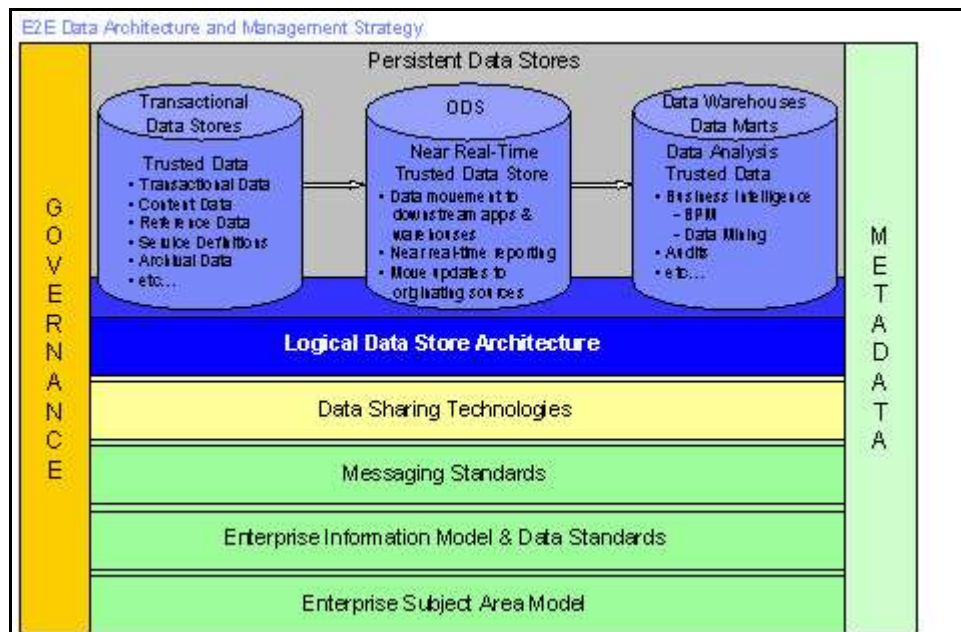 E2E Data Architecture and Management Strategy
GOVERNANCE
Persistent Data Stores
Transactional
Data Stores
Trusted Data
• Transactional Data
• Content Data
• Reference Data
• Service Definitions
• Archival Data
• etc...
ODS
Near Real-Time
Trusted Data Store
• Data movement to
downstream apps &
warehouses
• Near real-time reporting
• Move updates to
originating sources
Data Warehouses
Data Marts
Data Analysis
Trusted Data
• Business Intelligence
– BPM
– Data Mining
• Audits
• etc...
Logical Data Store Architecture
Data Sharing Technologies
Messaging Standards
Enterprise Information Model & Data Standards
Enterprise Subject Area Model
METADATA